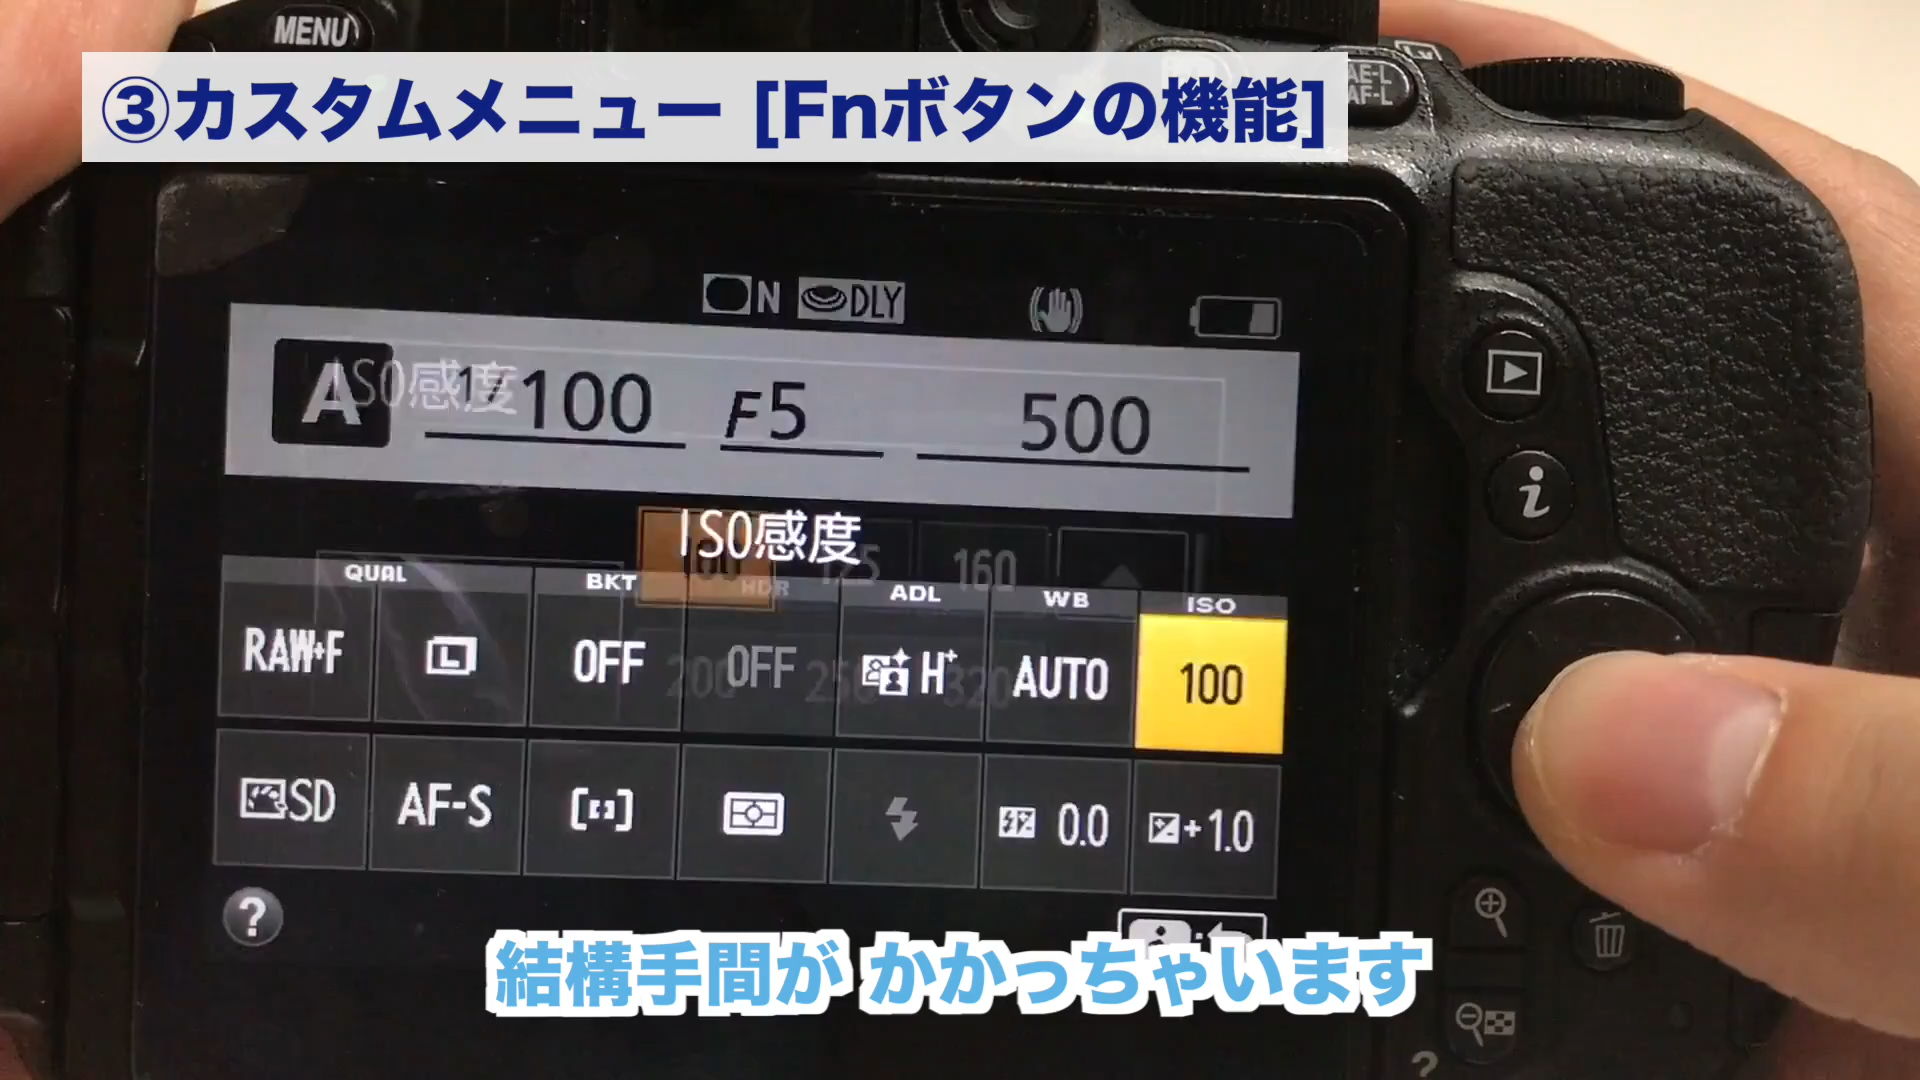 MENU
③カスタムメニュー [Fnボタンの機能]
AE-L
AF-L
Lv
N DLY
A 100 F5 500
ISO感度
ISO感度
160
QUAL BKT HDR ADL WB ISO
RAW+F L OFF OFF H+ AUTO 100
200 320
SD AF-S 0.0 +1.0
i
?
結構手間が かかっちゃいます
?